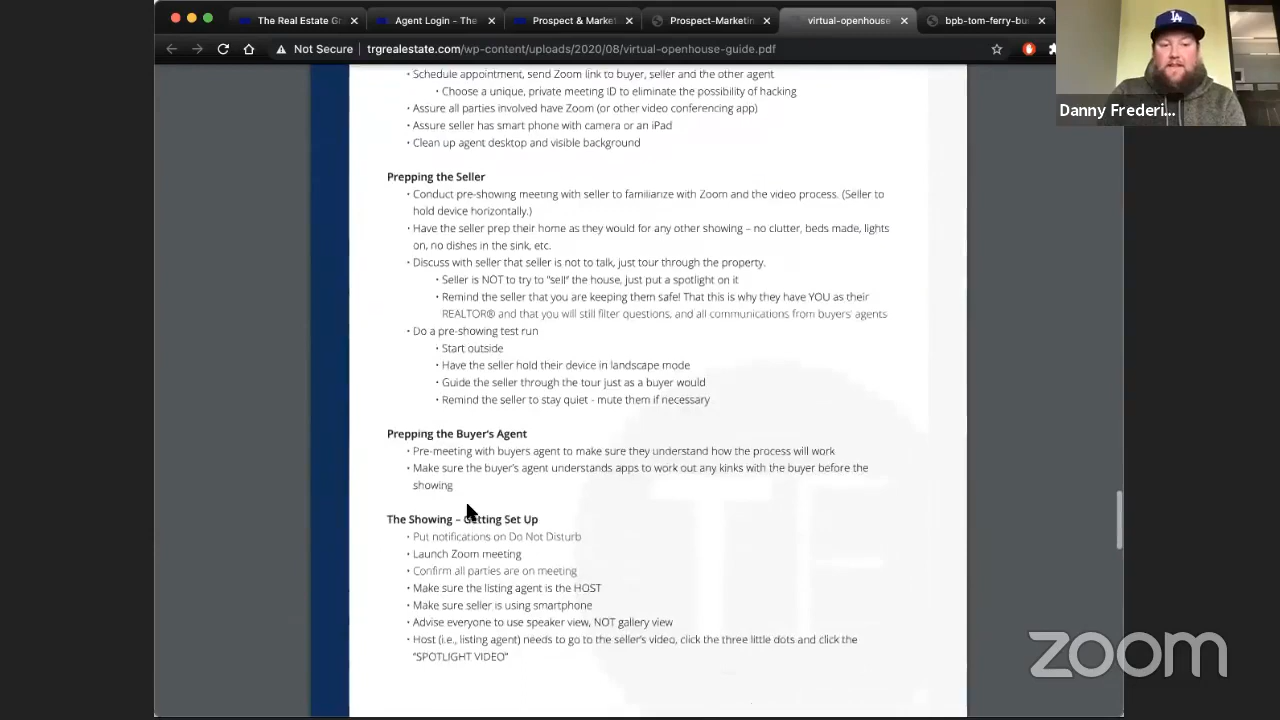 The Real Estate Gr
Agent Login – The
Prospect & Market
Prospect-Marketin
virtual-openhouse
bpb-tom-ferry-bu
Not Secure | trgrealestate.com/wp-content/uploads/2020/08/virtual-openhouse-guide.pdf
Danny Frederi...
• Schedule appointment, send Zoom link to buyer, seller and the other agent
• Choose a unique, private meeting ID to eliminate the possibility of hacking
• Assure all parties involved have Zoom (or other video conferencing app)
• Assure seller has smart phone with camera or an iPad
• Clean up agent desktop and visible background
Prepping the Seller
• Conduct pre-showing meeting with seller to familiarize with Zoom and the video process. (Seller to
hold device horizontally.)
• Have the seller prep their home as they would for any other showing – no clutter, beds made, lights
on, no dishes in the sink, etc.
• Discuss with seller that seller is not to talk, just tour through the property.
• Seller is NOT to try to "sell" the house, just put a spotlight on it
• Remind the seller that you are keeping them safe! That this is why they have YOU as their
REALTOR® and that you will still filter questions, and all communications from buyers' agents
• Do a pre-showing test run
• Start outside
• Have the seller hold their device in landscape mode
• Guide the seller through the tour just as a buyer would
• Remind the seller to stay quiet - mute them if necessary
Prepping the Buyer's Agent
• Pre-meeting with buyers agent to make sure they understand how the process will work
• Make sure the buyer's agent understands apps to work out any kinks with the buyer before the
showing
The Showing – Getting Set Up
• Put notifications on Do Not Disturb
• Launch Zoom meeting
• Confirm all parties are on meeting
• Make sure the listing agent is the HOST
• Make sure seller is using smartphone
• Advise everyone to use speaker view, NOT gallery view
• Host (i.e., listing agent) needs to go to the seller's video, click the three little dots and click the
"SPOTLIGHT VIDEO"
TF
zoom
LA